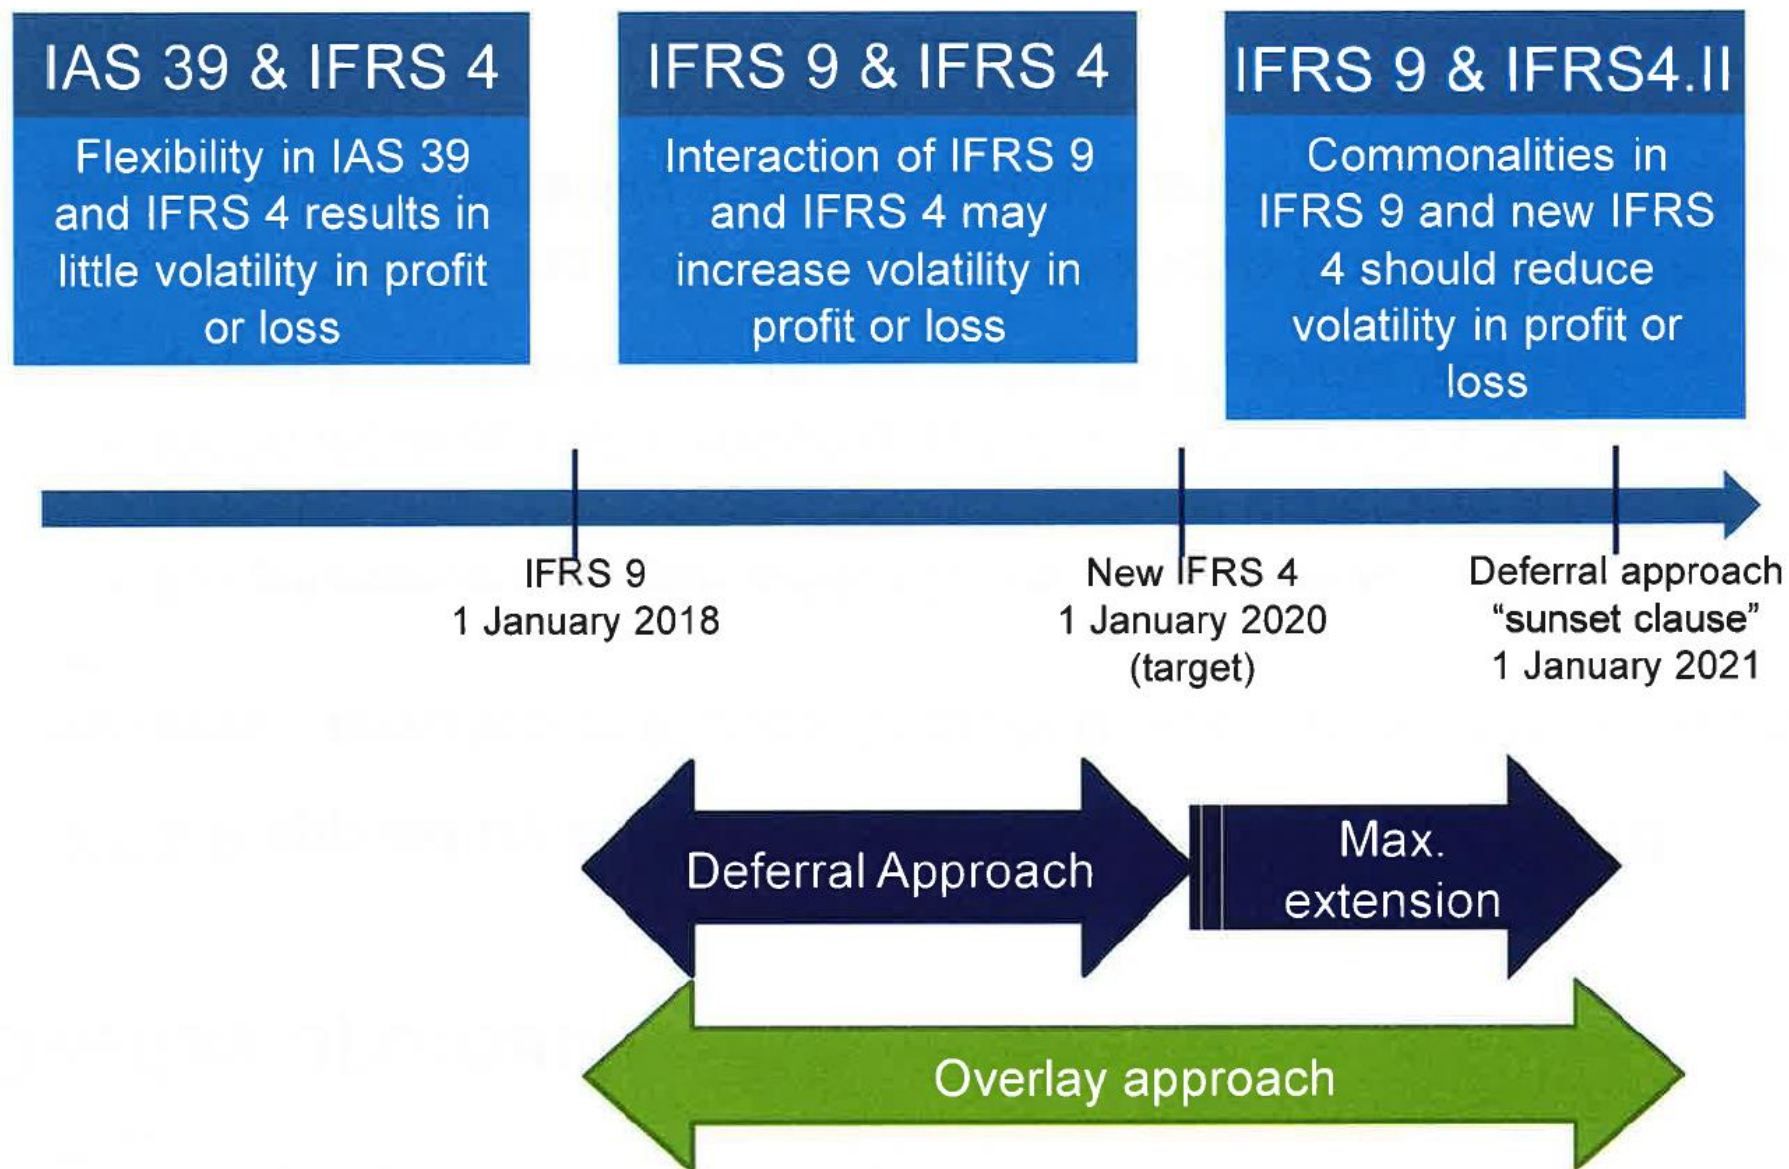 IAS 39 & IFRS 4
Flexibility in IAS 39
and IFRS 4 results in
little volatility in profit
or loss
IFRS 9 & IFRS 4
Interaction of IFRS 9
and IFRS 4 may
increase volatility in
profit or loss
IFRS 9 & IFRS4.II
Commonalities in
IFRS 9 and new IFRS
4 should reduce
volatility in profit or
loss
IFRS 9
1 January 2018
New IFRS 4
1 January 2020
(target)
Deferral approach
“sunset clause”
1 January 2021
Deferral Approach
Max.
extension
Overlay approach